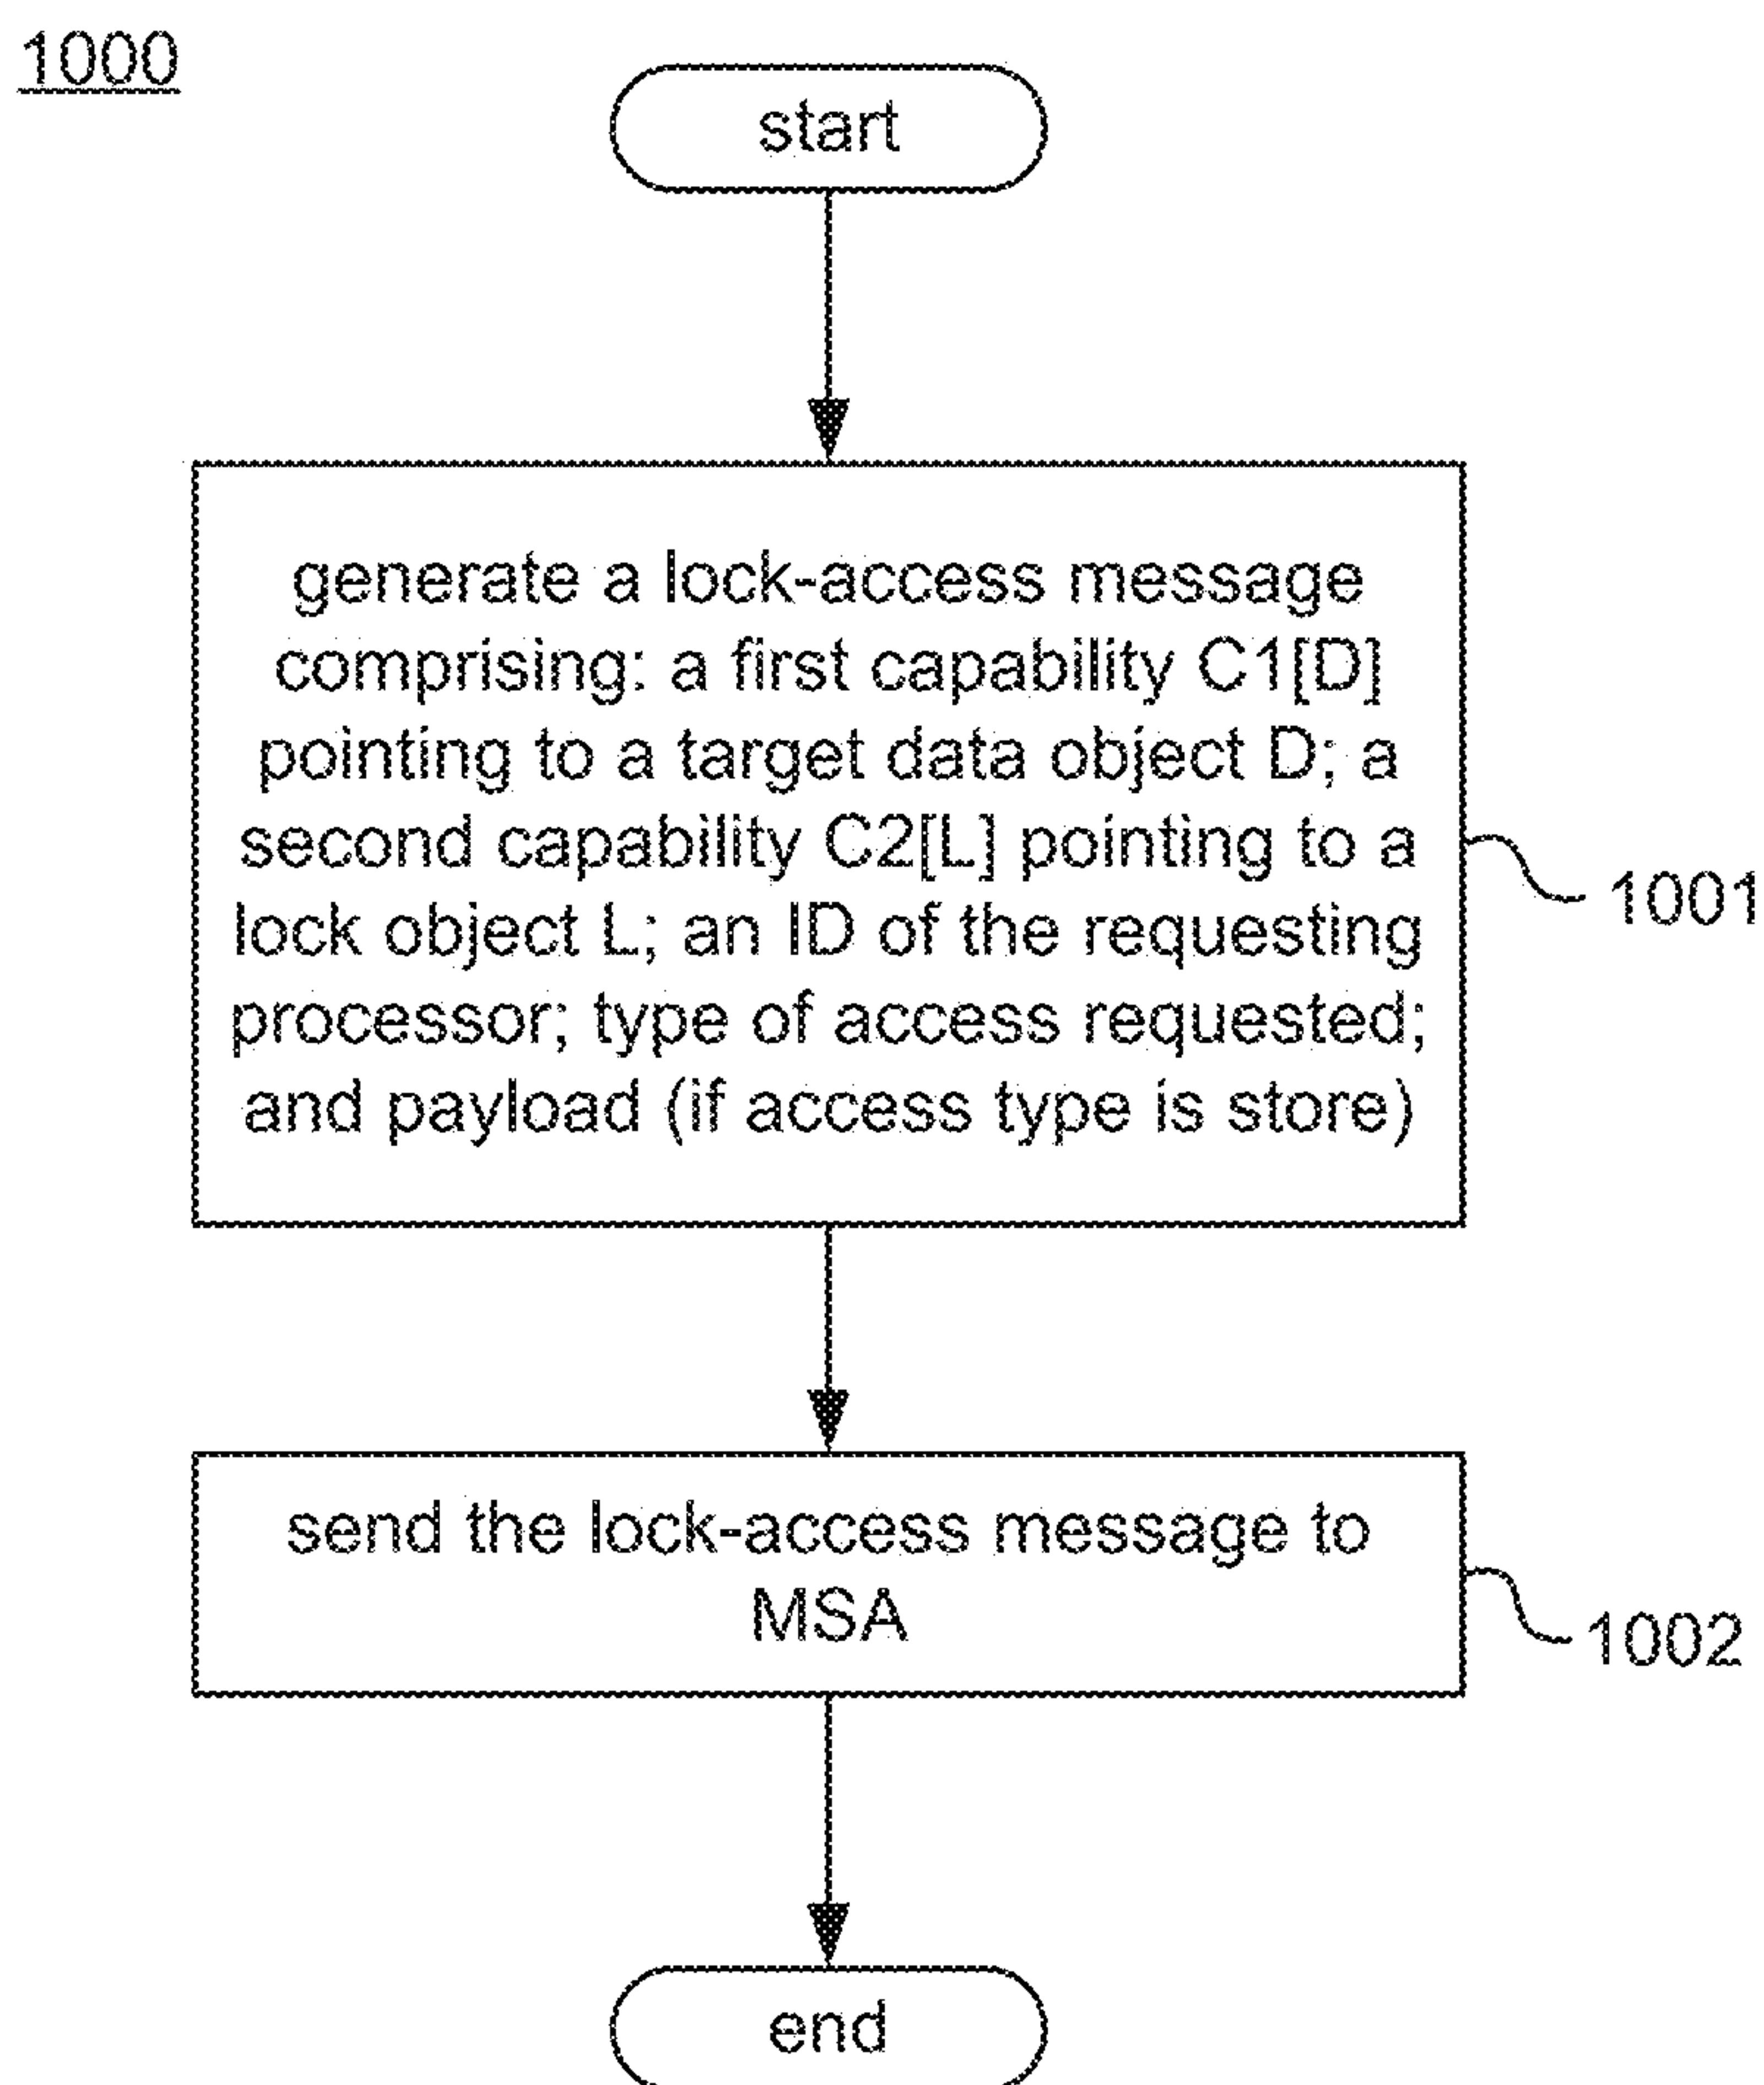 1000
start
generate a lock-access message
comprising: a first capability C1[D]
pointing to a target data object D; a
second capability C2[L] pointing to a
lock object L; an ID of the requesting
processor; type of access requested;
and payload (if access type is store)
1001
send the lock-access message to
MSA
1002
end